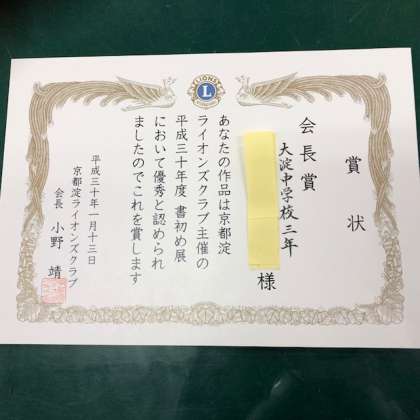 賞状
会長賞
大淀中学校三年
様
あなたの作品は京都淀
ライオンズクラブ主催の
平成三十年度 書初め展
において優秀と認められ
ましたのでこれを賞します
平成三十年一月十三日
京都淀ライオンズクラブ
会長 小野 靖
LIONS
L